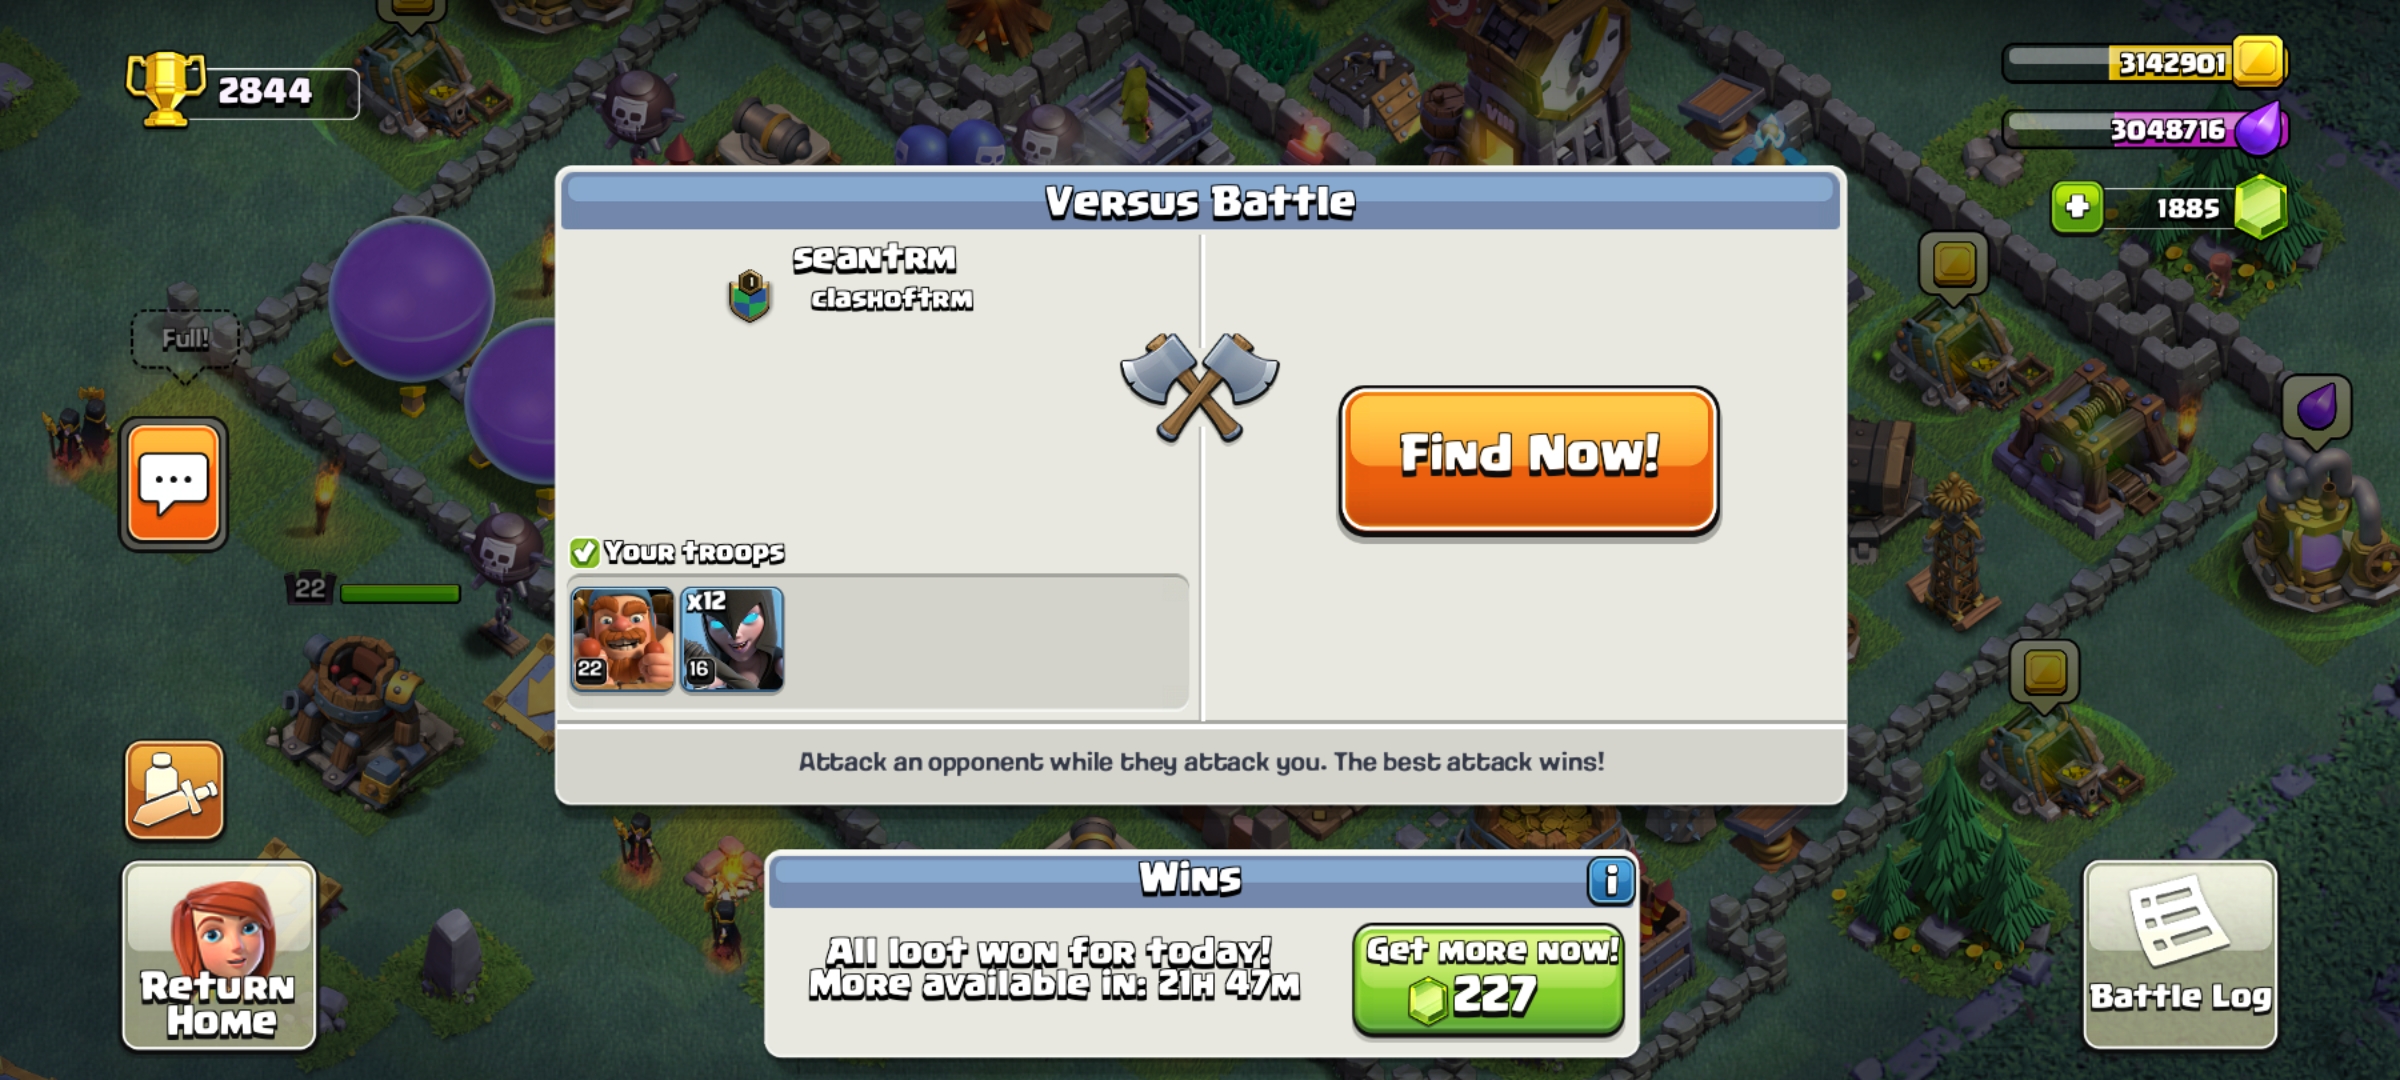 2844
3142901
3048716
1885
Full!
22
Versus Battle
seantrm
1
clashoftrm
Find Now!
Your troops
22
x12
16
Attack an opponent while they attack you. The best attack wins!
Wins
i
All loot won for today!
More available in: 21H 47M
Get more now!
227
Return
Home
Battle Log
VIII